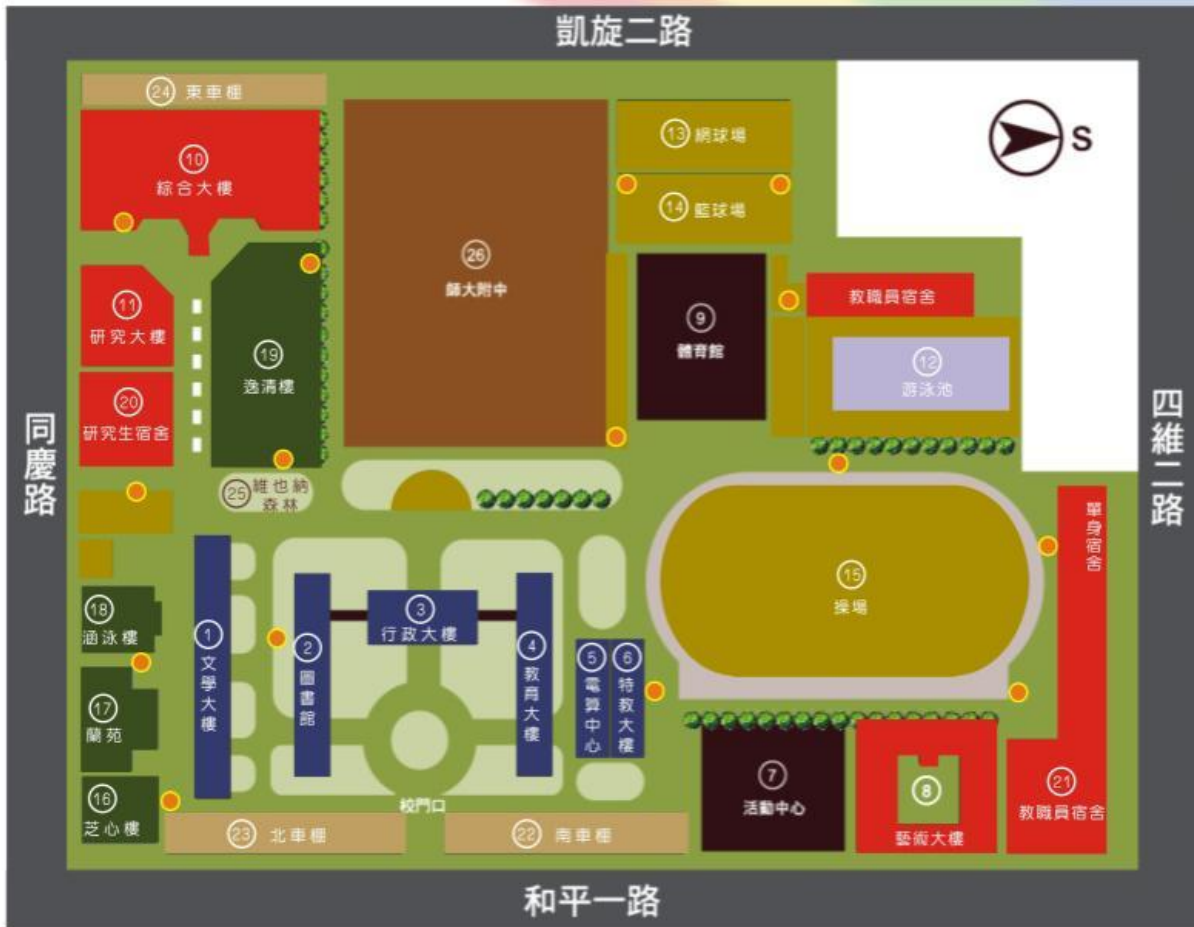 凱旋二路
24 東車棚
10
綜合大樓
13 網球場
14 籃球場
S
26
師大附中
11
研究大樓
19
逸清樓
9
體育館
教職員宿舍
12
游泳池
20
研究生宿舍
同慶路
四維二路
25 維也納
森林
單身宿舍
15
操場
18
涵泳樓
1
文學大樓
2
圖書館
3
行政大樓
4
教育大樓
5
電算中心
6
特教大樓
17
蘭苑
16
芝心樓
校門口
7
活動中心
8
藝術大樓
21
教職員宿舍
23 北車棚
22 南車棚
和平一路